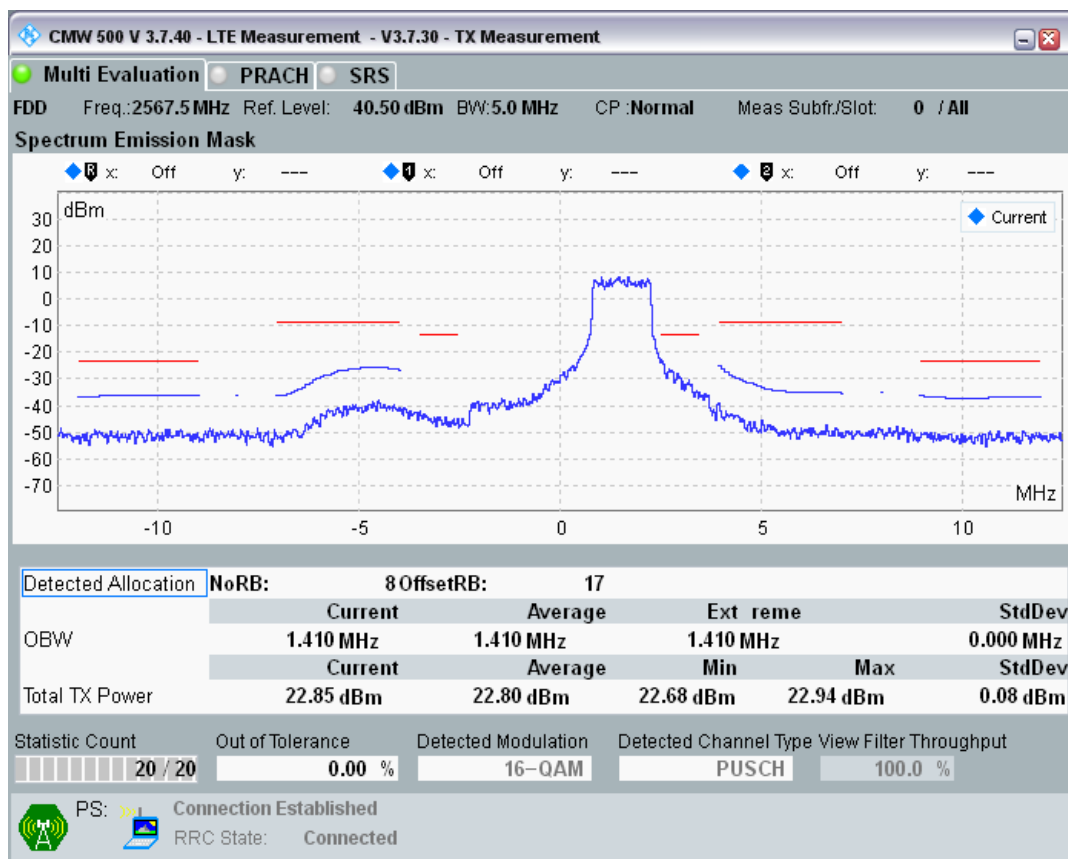 CMW 500 V 3.7.40 - LTE Measurement - V3.7.30 - TX Measurement
Multi Evaluation PRACH SRS
FDD Freq.:2567.5 MHz Ref. Level: 40.50 dBm BW:5.0 MHz CP :Normal Meas Subfr./Slot: 0 / All
Spectrum Emission Mask
R x: Off y: --- 1 x: Off y: --- 2 x: Off y: ---
dBm
Current
30
20
10
0
-10
-20
-30
-40
-50
-60
-70
MHz
-10 -5 0 5 10
Detected Allocation NoRB: 8 OffsetRB: 17
Current Average Ext reme StdDev
OBW 1.410 MHz 1.410 MHz 1.410 MHz 0.000 MHz
Current Average Min Max StdDev
Total TX Power 22.85 dBm 22.80 dBm 22.68 dBm 22.94 dBm 0.08 dBm
Statistic Count Out of Tolerance Detected Modulation Detected Channel Type View Filter Throughput
20 / 20 0.00 % 16-QAM PUSCH 100.0 %
PS: Connection Established
RRC State: Connected